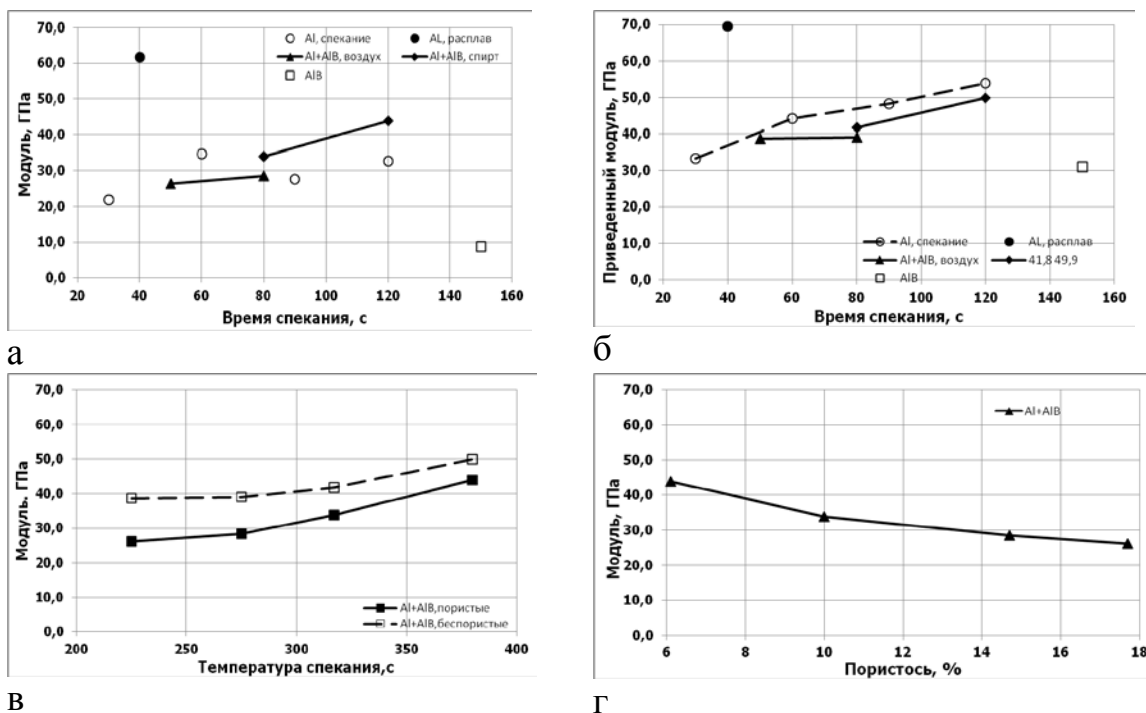 70,0
60,0
50,0
40,0
30,0
20,0
10,0
0,0
Модуль, ГПа
Al, спекание
AL, расплав
Al+AlB, воздух
Al+AlB, спирт
AlB
20 40 60 80 100 120 140 160
Время спекания, с
а
70,0
60,0
50,0
40,0
30,0
20,0
10,0
0,0
Приведенный модуль, ГПа
Al, спекание
AL, расплав
Al+AlB, воздух
41,8 49,9
AlB
20 40 60 80 100 120 140 160
Время спекания, с
б
70,0
60,0
50,0
40,0
30,0
20,0
10,0
0,0
Модуль. ГПа
Al+AlB,пористые
Al+AlB,беспористые
200 250 300 350 400
Температура спекания,с
в
70,0
60,0
50,0
40,0
30,0
20,0
10,0
0,0
Модуль, ГПа
Al+AlB
6 8 10 12 14 16 18
Пористось, %
г